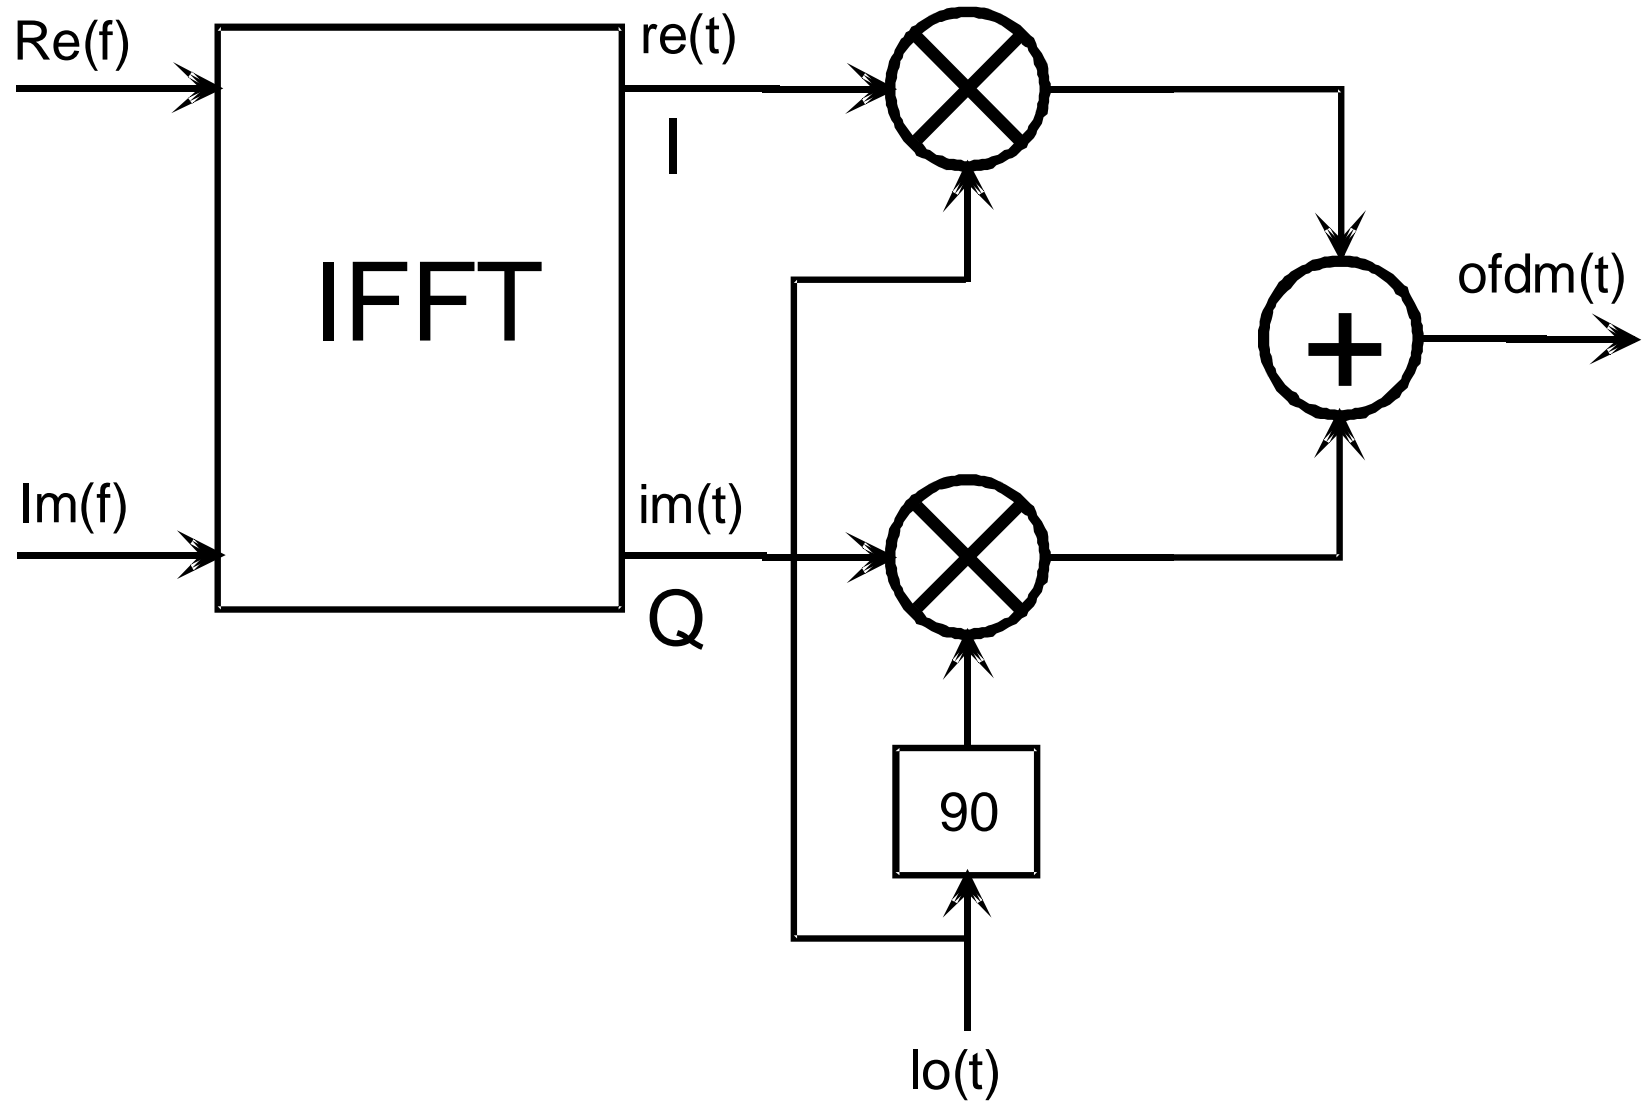 Re(f)
re(t)
I
IFFT
ofdm(t)
+
Im(f)
im(t)
Q
90
lo(t)